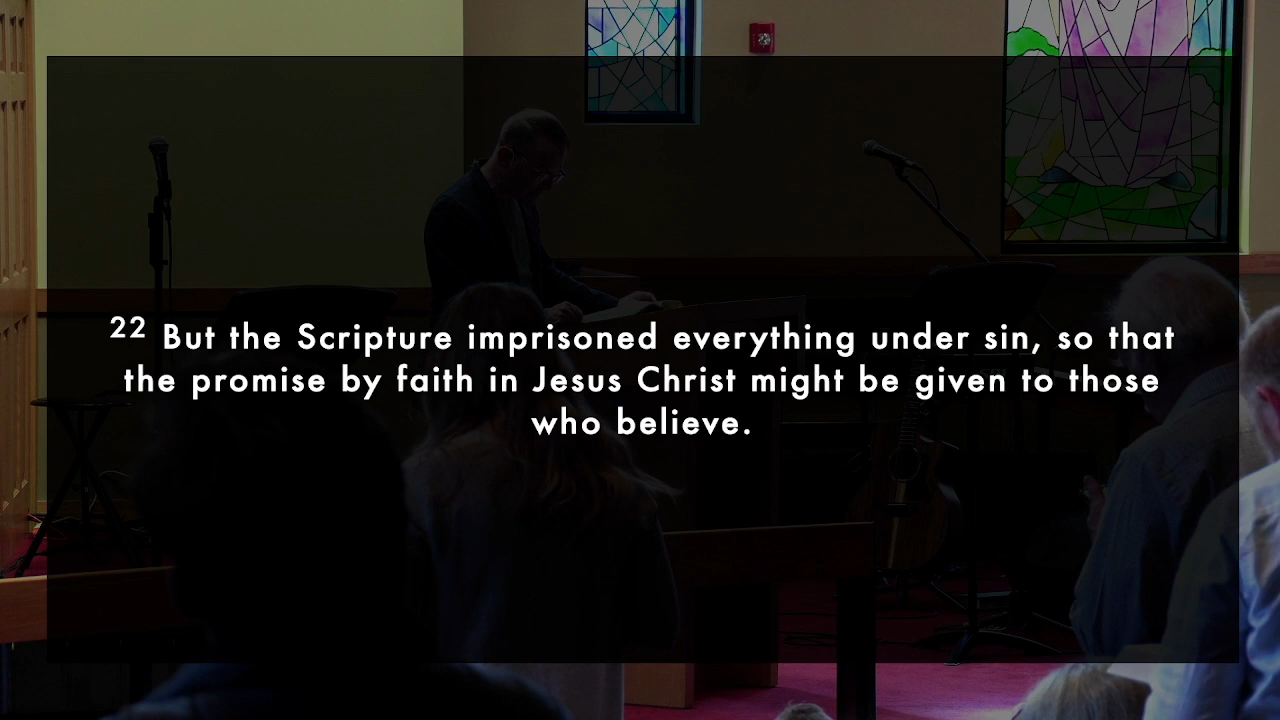 22 But the Scripture imprisoned everything under sin, so that
the promise by faith in Jesus Christ might be given to those
who believe.